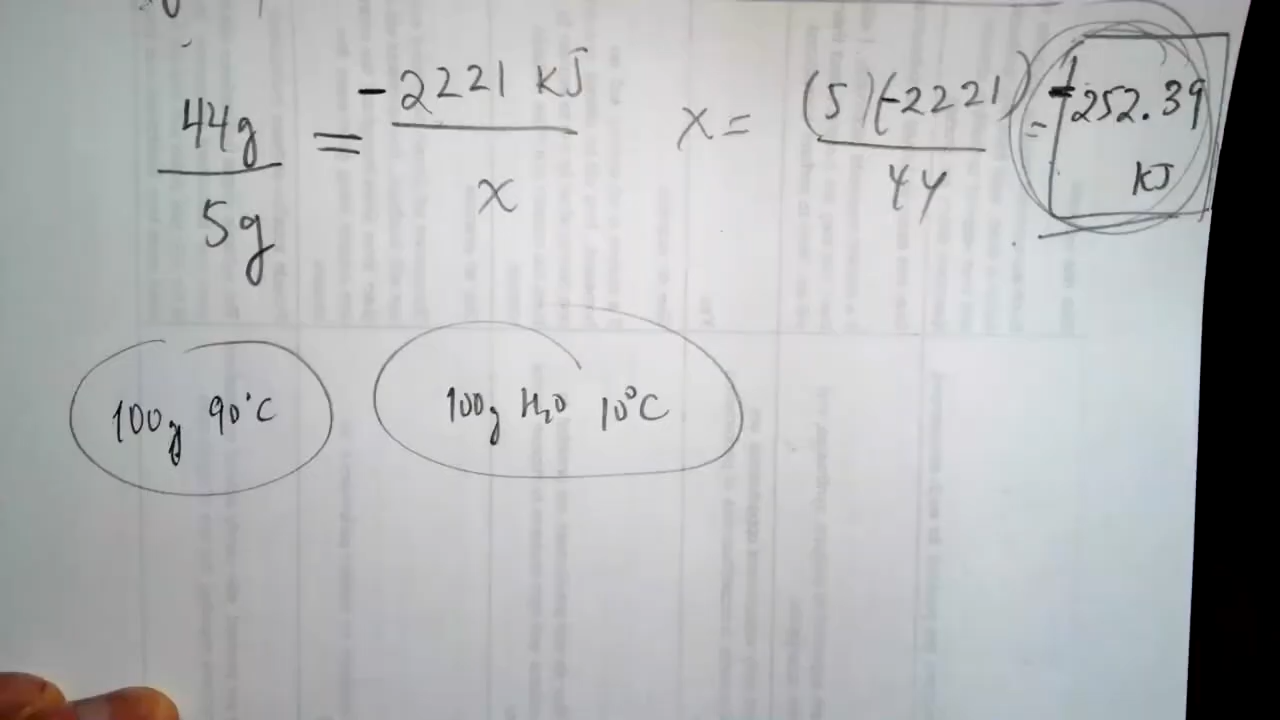 44g / 5g = -2221 KJ / x    x = (5)(-2221) / 44 = -252.39 KJ
100g 90°C    100g H₂O 10°C